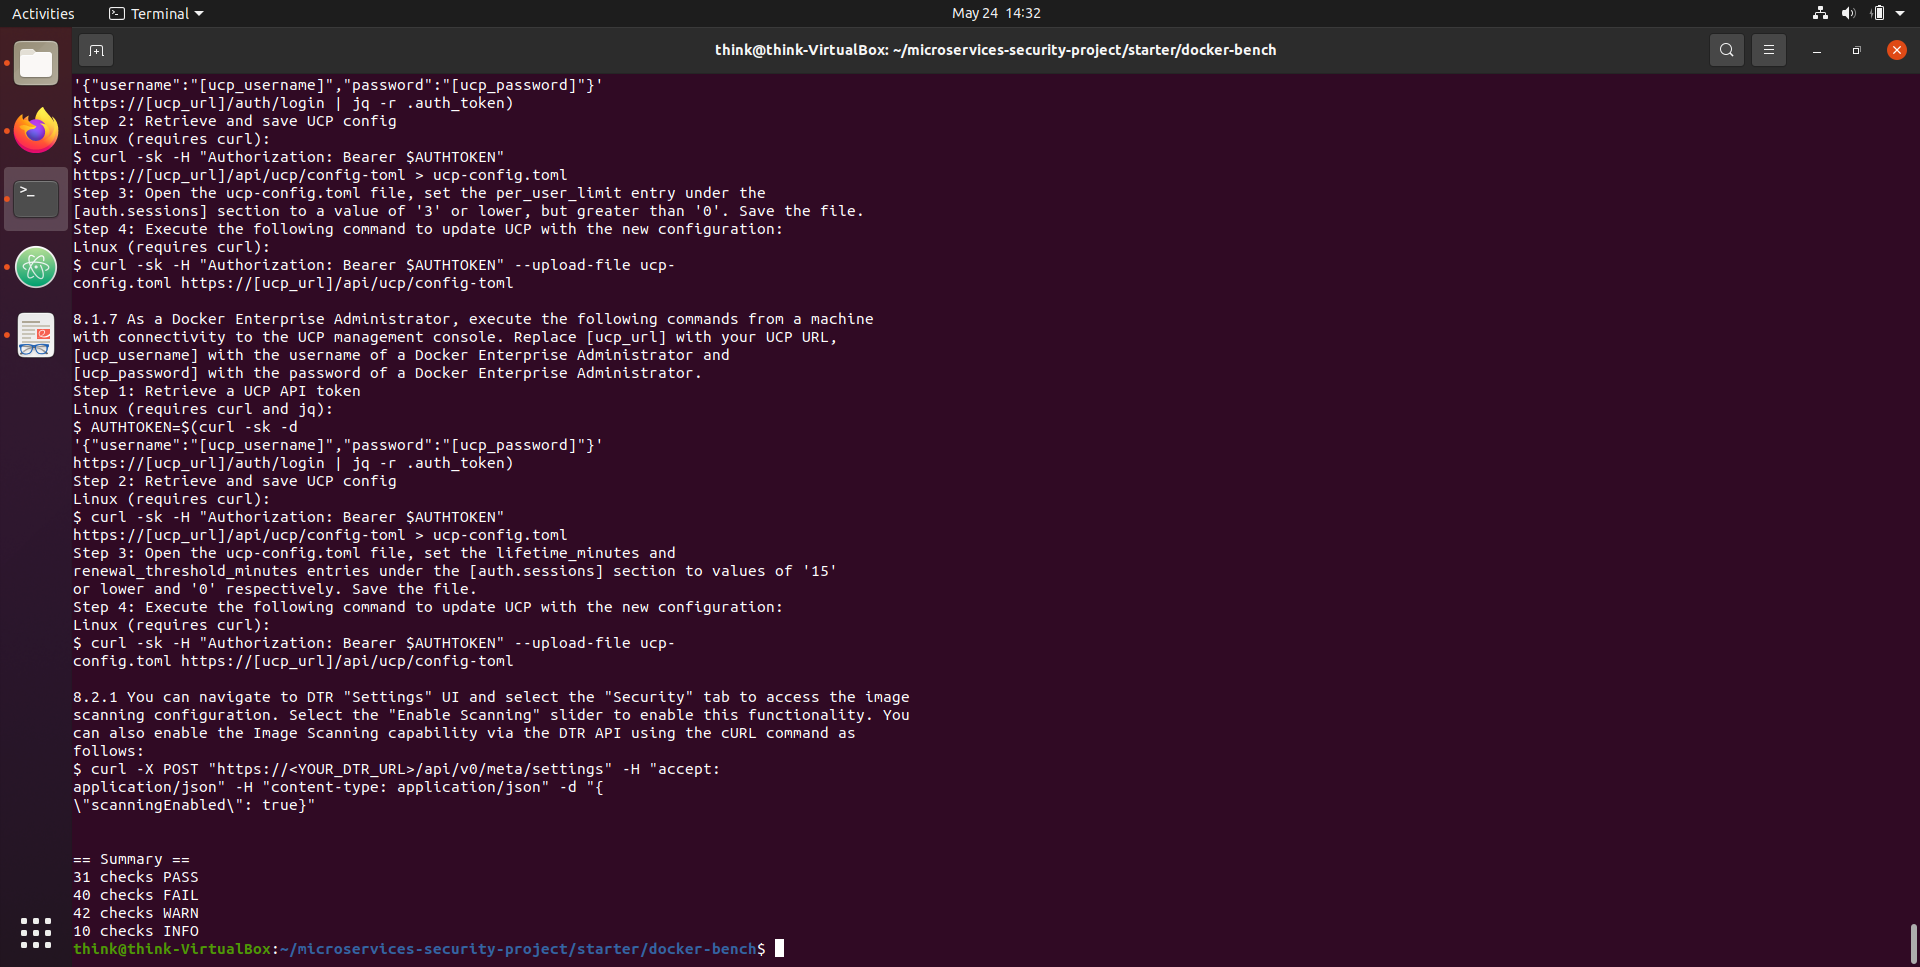 Activities
Terminal
May 24 14:32
think@think-VirtualBox: ~/microservices-security-project/starter/docker-bench
'{"username":"[ucp_username]","password":"[ucp_password]"}'
https://[ucp_url]/auth/login | jq -r .auth_token)
Step 2: Retrieve and save UCP config
Linux (requires curl):
$ curl -sk -H "Authorization: Bearer $AUTHTOKEN"
https://[ucp_url]/api/ucp/config-toml > ucp-config.toml
Step 3: Open the ucp-config.toml file, set the per_user_limit entry under the
[auth.sessions] section to a value of '3' or lower, but greater than '0'. Save the file.
Step 4: Execute the following command to update UCP with the new configuration:
Linux (requires curl):
$ curl -sk -H "Authorization: Bearer $AUTHTOKEN" --upload-file ucp-
config.toml https://[ucp_url]/api/ucp/config-toml
8.1.7 As a Docker Enterprise Administrator, execute the following commands from a machine
with connectivity to the UCP management console. Replace [ucp_url] with your UCP URL,
[ucp_username] with the username of a Docker Enterprise Administrator and
[ucp_password] with the password of a Docker Enterprise Administrator.
Step 1: Retrieve a UCP API token
Linux (requires curl and jq):
$ AUTHTOKEN=$(curl -sk -d
'{"username":"[ucp_username]","password":"[ucp_password]"}'
https://[ucp_url]/auth/login | jq -r .auth_token)
Step 2: Retrieve and save UCP config
Linux (requires curl):
$ curl -sk -H "Authorization: Bearer $AUTHTOKEN"
https://[ucp_url]/api/ucp/config-toml > ucp-config.toml
Step 3: Open the ucp-config.toml file, set the lifetime_minutes and
renewal_threshold_minutes entries under the [auth.sessions] section to values of '15'
or lower and '0' respectively. Save the file.
Step 4: Execute the following command to update UCP with the new configuration:
Linux (requires curl):
$ curl -sk -H "Authorization: Bearer $AUTHTOKEN" --upload-file ucp-
config.toml https://[ucp_url]/api/ucp/config-toml
8.2.1 You can navigate to DTR "Settings" UI and select the "Security" tab to access the image
scanning configuration. Select the "Enable Scanning" slider to enable this functionality. You
can also enable the Image Scanning capability via the DTR API using the cURL command as
follows:
$ curl -X POST "https://<YOUR_DTR_URL>/api/v0/meta/settings" -H "accept:
application/json" -H "content-type: application/json" -d "{
\"scanningEnabled\": true}"
== Summary ==
31 checks PASS
40 checks FAIL
42 checks WARN
10 checks INFO
think@think-VirtualBox:~/microservices-security-project/starter/docker-bench$